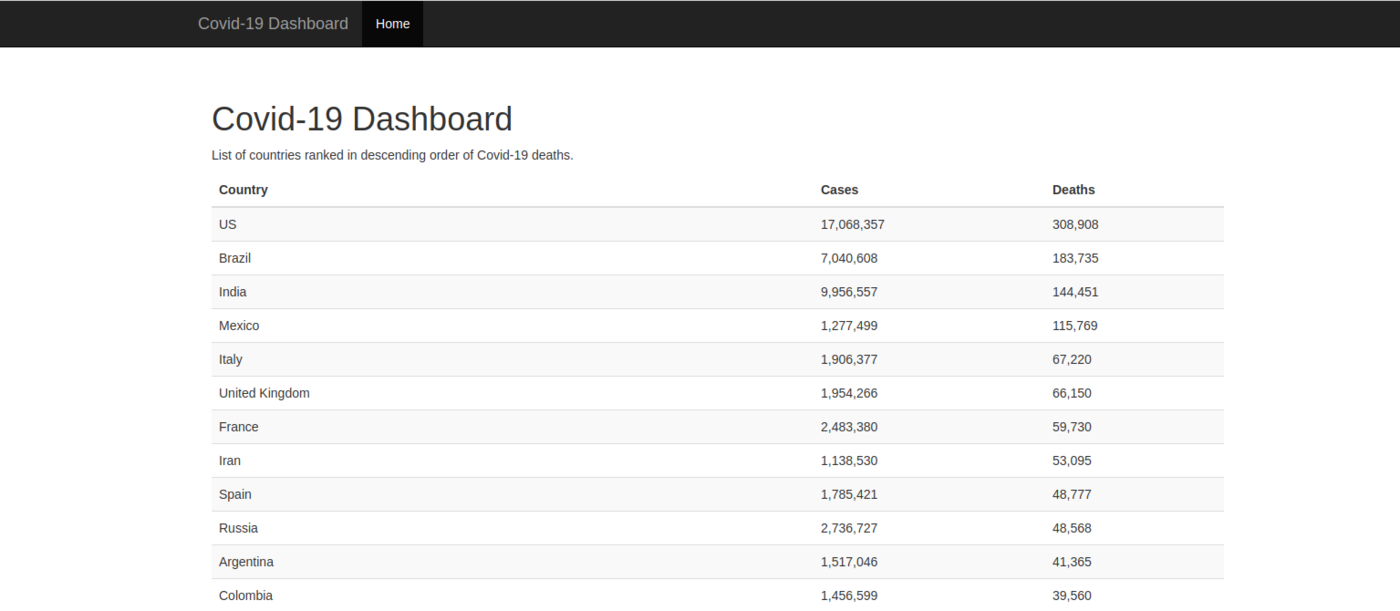 Covid-19 Dashboard Home
Covid-19 Dashboard
List of countries ranked in descending order of Covid-19 deaths.
Country Cases Deaths
US 17,068,357 308,908
Brazil 7,040,608 183,735
India 9,956,557 144,451
Mexico 1,277,499 115,769
Italy 1,906,377 67,220
United Kingdom 1,954,266 66,150
France 2,483,380 59,730
Iran 1,138,530 53,095
Spain 1,785,421 48,777
Russia 2,736,727 48,568
Argentina 1,517,046 41,365
Colombia 1,456,599 39,560